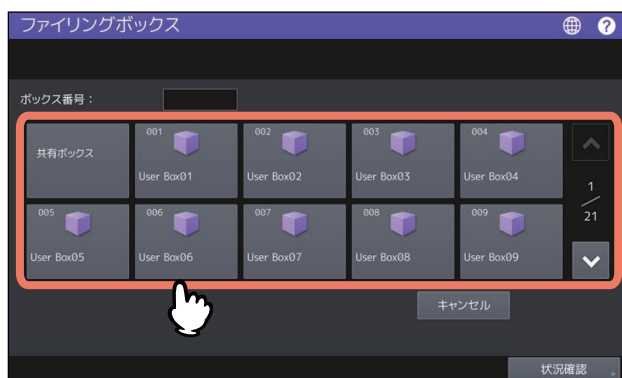 ファイリングボックス
?
ボックス番号：
共有ボックス
001
User Box01
002
User Box02
003
User Box03
004
User Box04
1
/
21
005
User Box05
006
User Box06
007
User Box07
008
User Box08
009
User Box09
キャンセル
状況確認